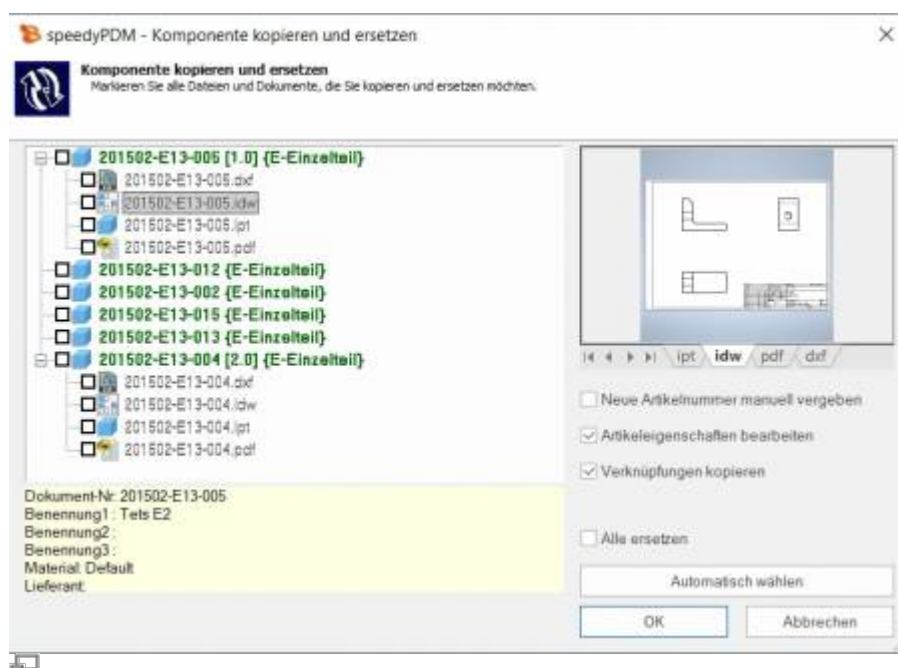 speedyPDM - Komponente kopieren und ersetzen
Komponente kopieren und ersetzen
Markieren Sie alle Dateien und Dokumente, die Sie kopieren und ersetzen möchten.
201502-E13-005 [1.0] {E-Einzelteil}
201502-E13-005.dxf
201502-E13-005.idw
201502-E13-005.ipt
201502-E13-005.pdf
201502-E13-012 {E-Einzelteil}
201502-E13-002 {E-Einzelteil}
201502-E13-015 {E-Einzelteil}
201502-E13-013 {E-Einzelteil}
201502-E13-004 [2.0] {E-Einzelteil}
201502-E13-004.dxf
201502-E13-004.idw
201502-E13-004.ipt
201502-E13-004.pdf
Dokument-Nr: 201502-E13-005
Benennung1 : Tets E2
Benennung2 :
Benennung3 :
Material: Default
Lieferant:
ipt idw pdf dxf
Neue Artikelnummer manuell vergeben
Artikeleigenschaften bearbeiten
Verknüpfungen kopieren
Alle ersetzen
Automatisch wählen
OK Abbrechen